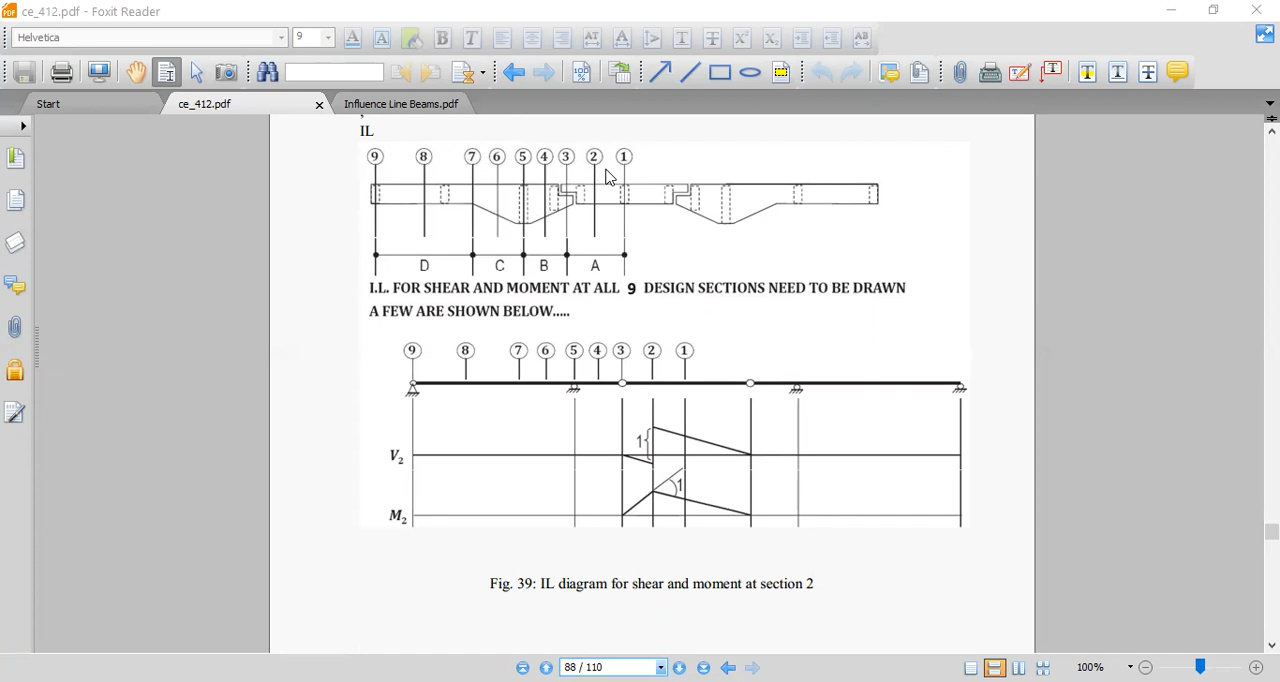 ce_412.pdf - Foxit Reader
Helvetica 9
Start ce_412.pdf Influence Line Beams.pdf
IL
9 8 7 6 5 4 3 2 1
D C B A
I.L. FOR SHEAR AND MOMENT AT ALL 9 DESIGN SECTIONS NEED TO BE DRAWN
A FEW ARE SHOWN BELOW.....
9 8 7 6 5 4 3 2 1
1
V2
1
M2
Fig. 39: IL diagram for shear and moment at section 2
88 / 110 100%